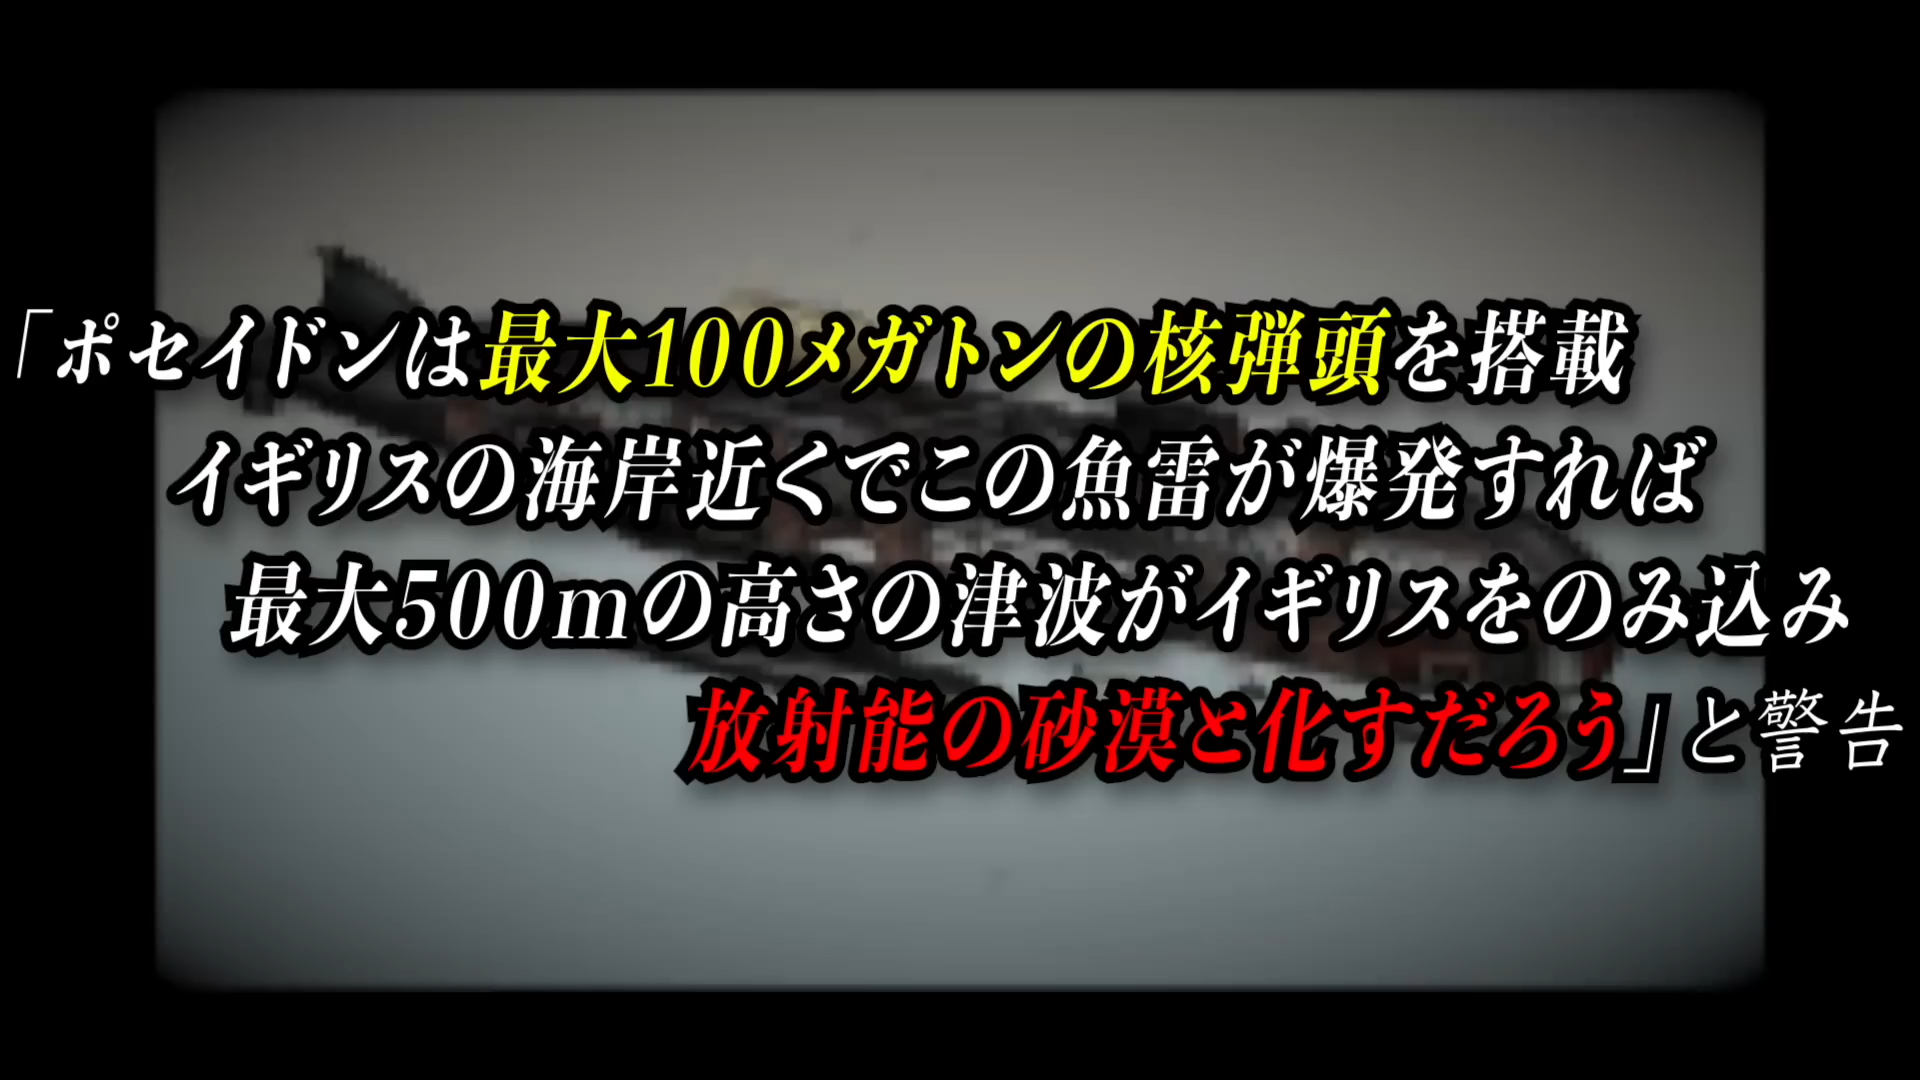 「ポセイドンは最大100メガトンの核弾頭を搭載
イギリスの海岸近くでこの魚雷が爆発すれば
最大500mの高さの津波がイギリスをのみ込み
放射能の砂漠と化すだろう」と警告